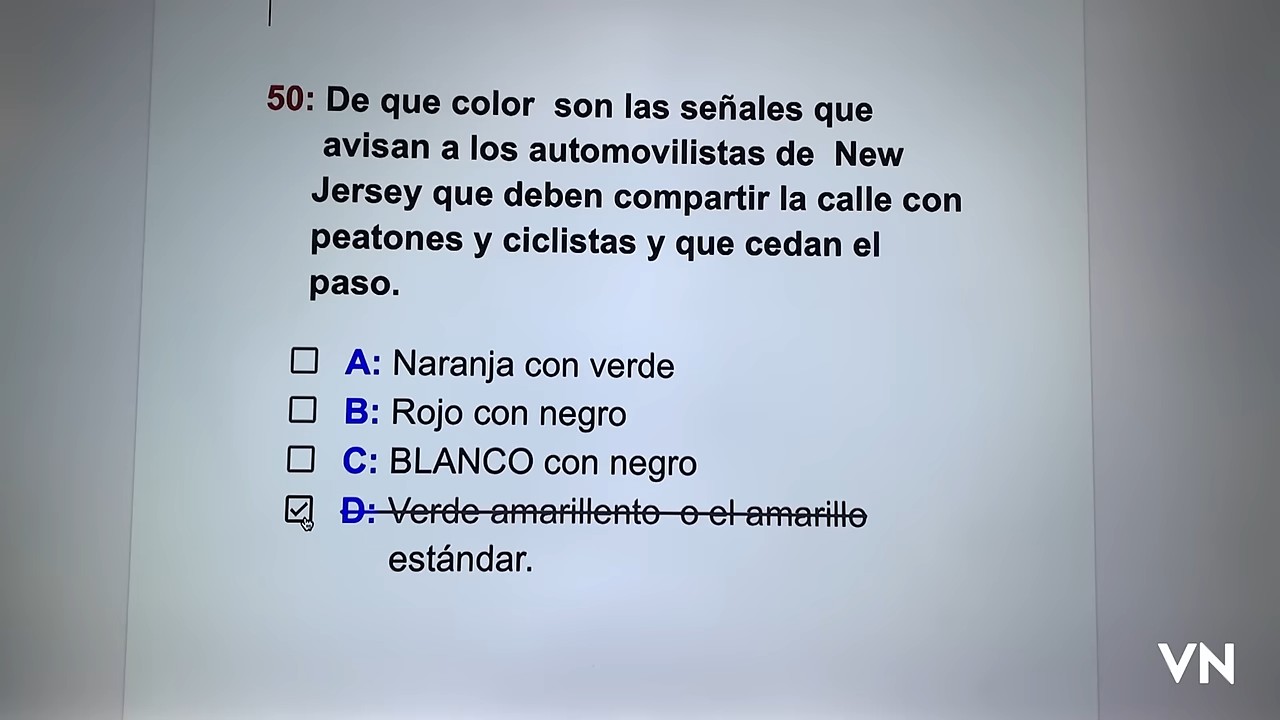 50: De que color son las señales que
avisan a los automovilistas de New
Jersey que deben compartir la calle con
peatones y ciclistas y que cedan el
paso.
A: Naranja con verde
B: Rojo con negro
C: BLANCO con negro
D: Verde amarillento o el amarillo
estándar.
VN